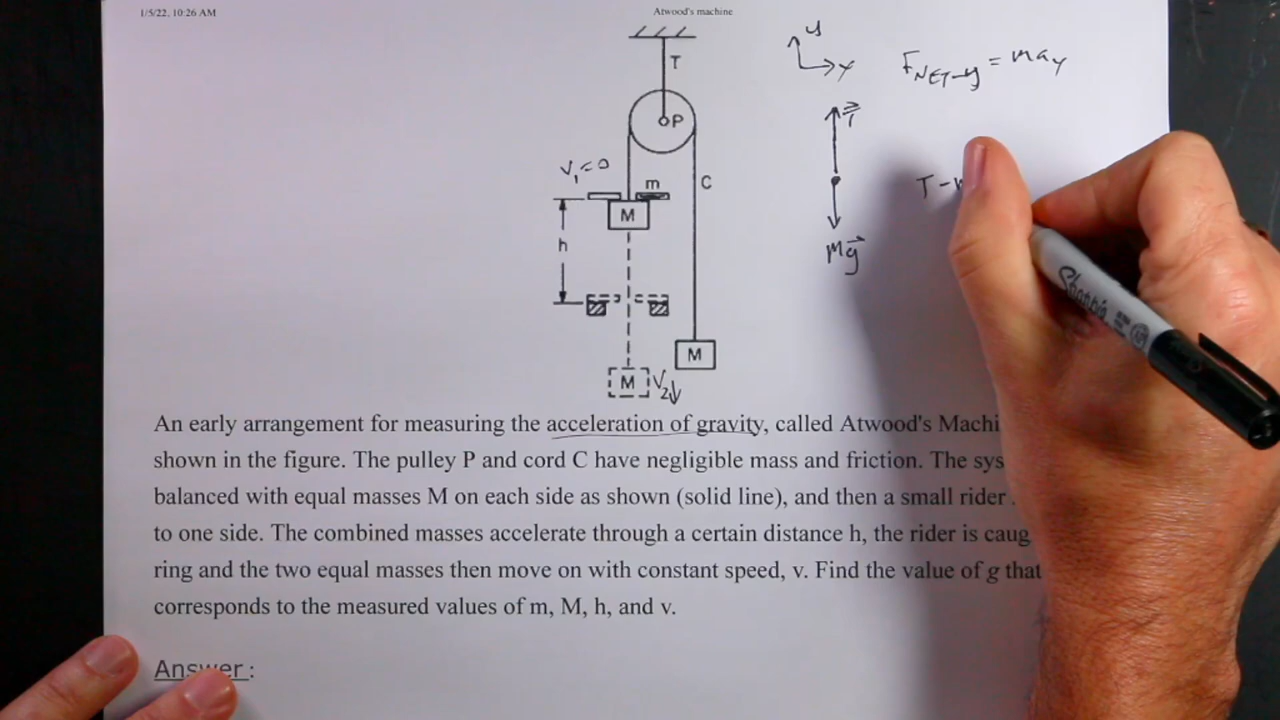 1/5/22, 10:26 AM
Atwood's machine
T
P
V₁=0
m
C
M
h
M
M
V₂↓
y
x
F_NET-y = may
T
Mg
T-
Sharpie
An early arrangement for measuring the acceleration of gravity, called Atwood's Machi
shown in the figure. The pulley P and cord C have negligible mass and friction. The sys
balanced with equal masses M on each side as shown (solid line), and then a small rider
to one side. The combined masses accelerate through a certain distance h, the rider is caug
ring and the two equal masses then move on with constant speed, v. Find the value of g that
corresponds to the measured values of m, M, h, and v.
Answer: